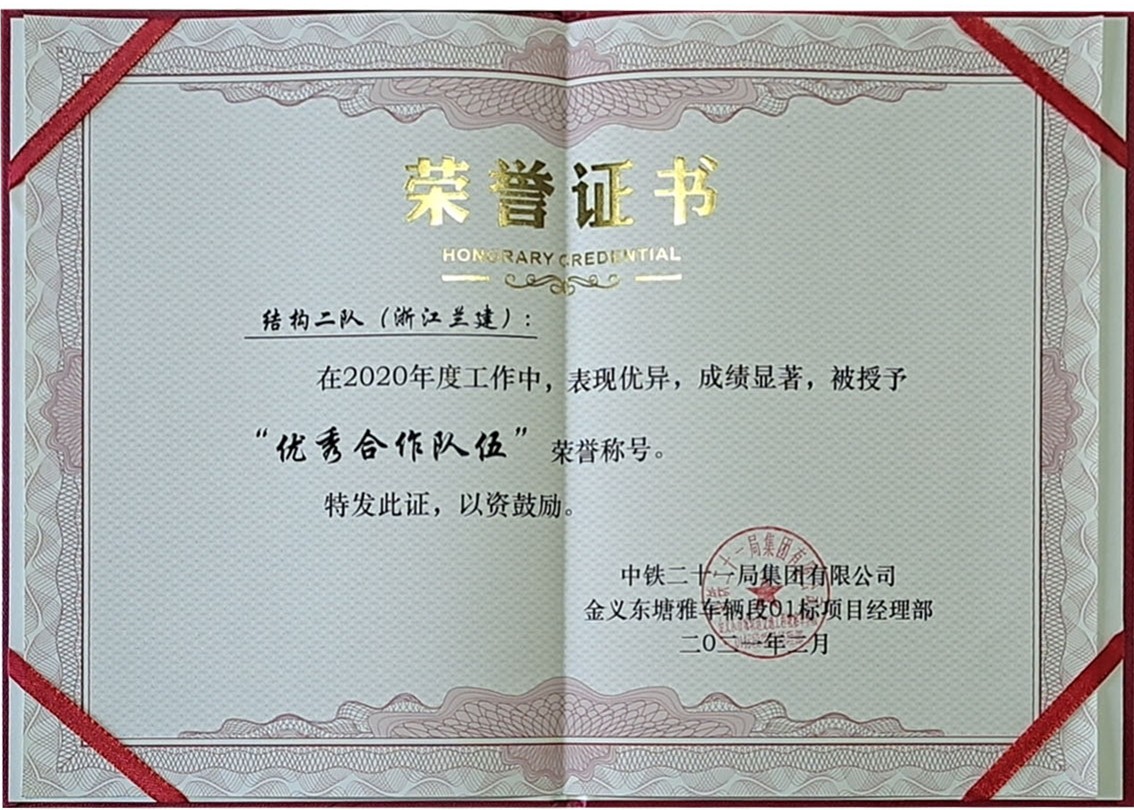 荣誉证书
HONORARY CREDENTIAL
结构二队（浙江兰建）：
在2020年度工作中，表现优异，成绩显著，被授予
“优秀合作队伍”荣誉称号。
特发此证，以资鼓励。
中铁二十一局集团有限公司
金义东塘雅车辆段01标项目经理部
二〇二一年二月